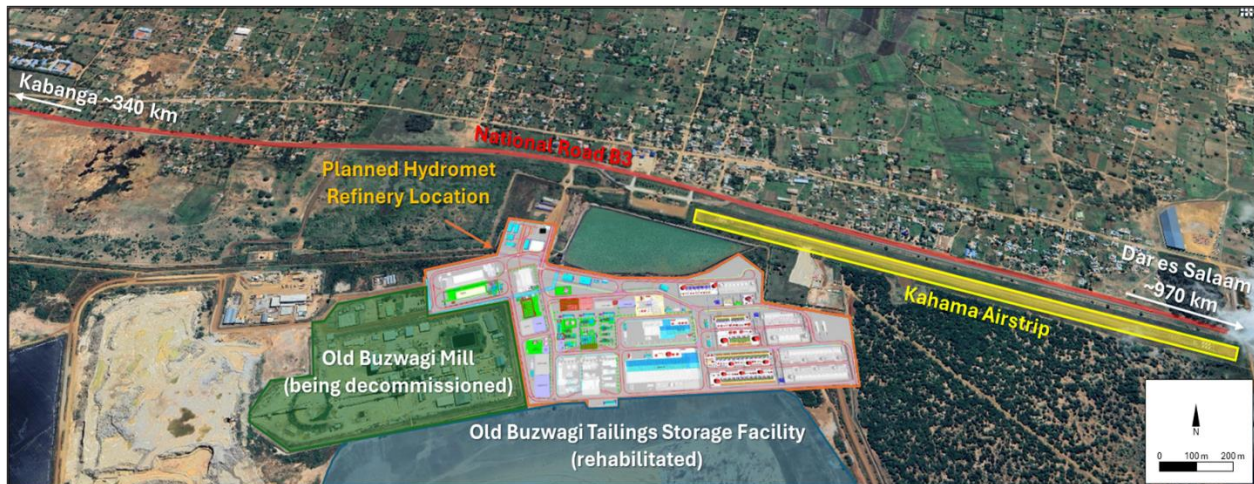 Kabanga ~340 km
National Road B3
Planned Hydromet
Refinery Location
Dar es Salaam
~970 km
Kahama Airstrip
Old Buzwagi Mill
(being decommissioned)
Old Buzwagi Tailings Storage Facility
(rehabilitated)
N
0 100 m 200 m